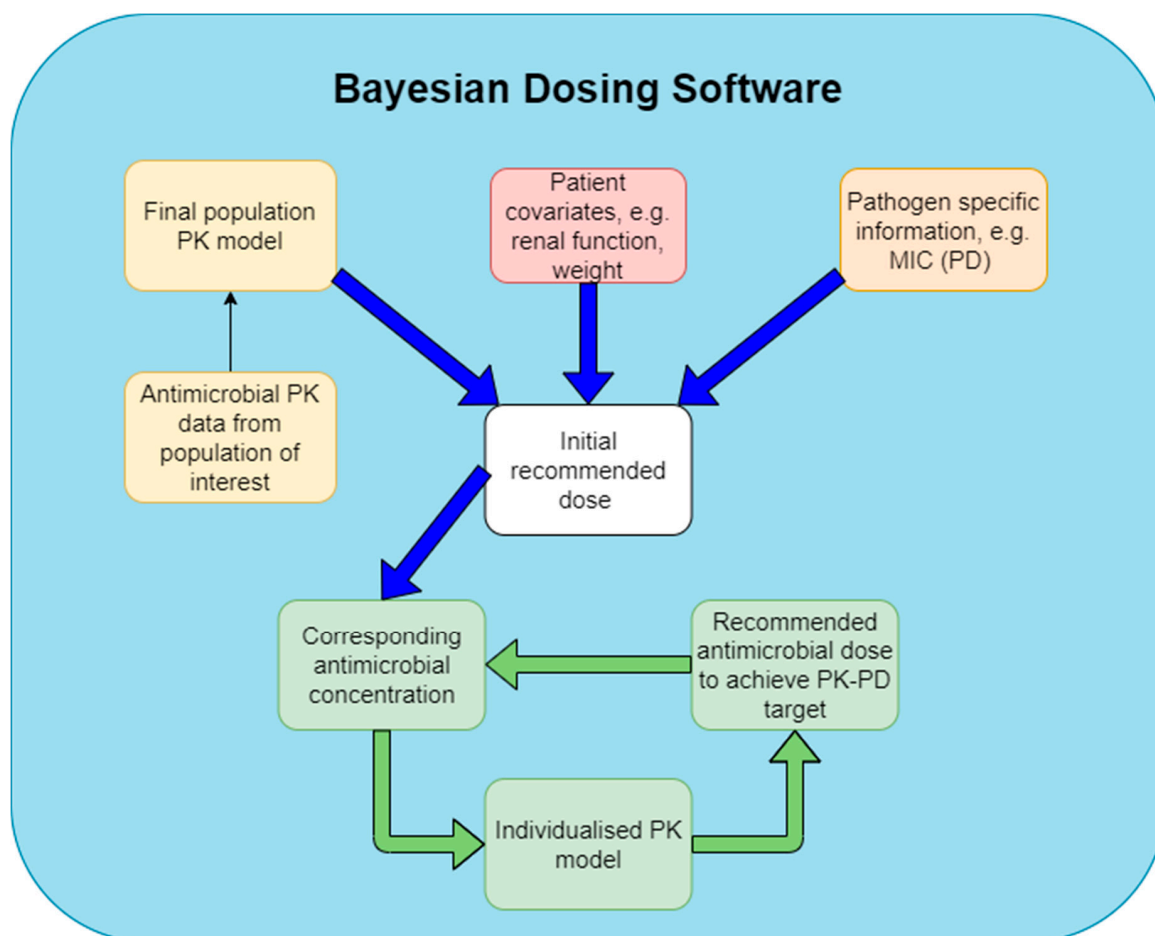 Bayesian Dosing Software
Final population
PK model
Patient
covariates, e.g.
renal function,
weight
Pathogen specific
information, e.g.
MIC (PD)
Antimicrobial PK
data from
population of
interest
Initial
recommended
dose
Corresponding
antimicrobial
concentration
Recommended
antimicrobial dose
to achieve PK-PD
target
Individualised PK
model